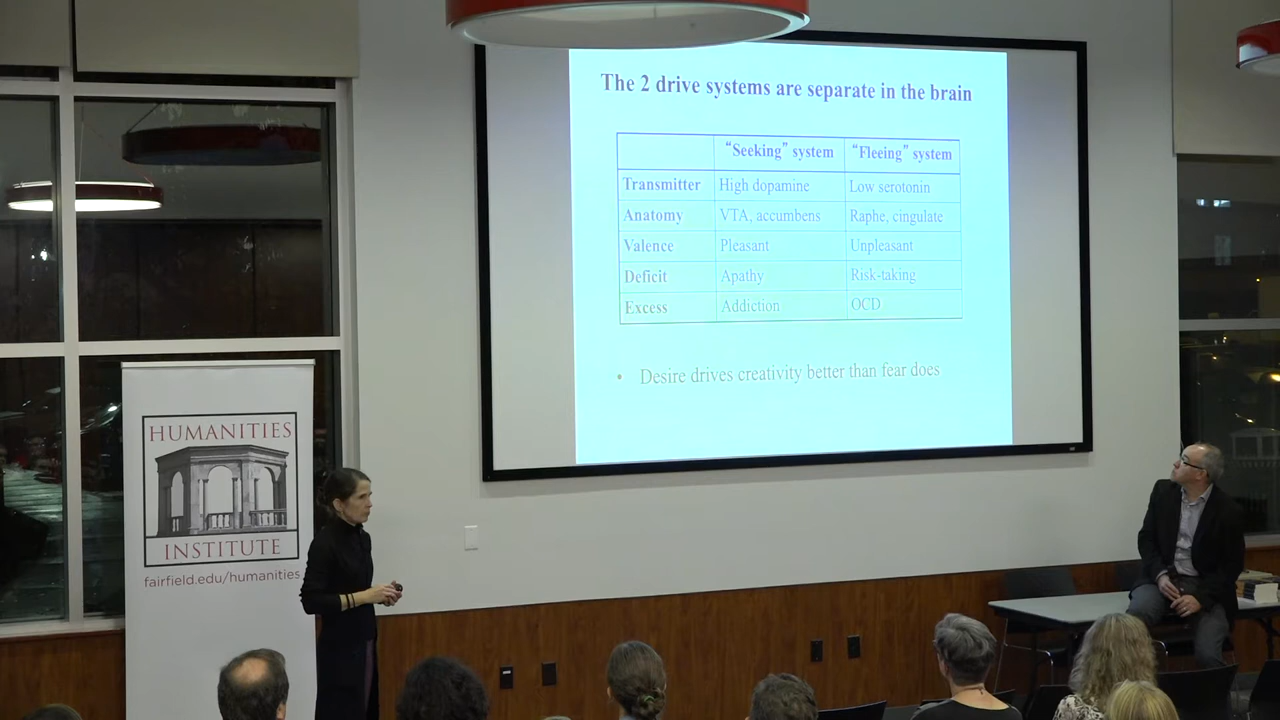 The 2 drive systems are separate in the brain
“Seeking” system “Fleeing” system
Transmitter High dopamine Low serotonin
Anatomy VTA, accumbens Raphe, cingulate
Valence Pleasant Unpleasant
Deficit Apathy Risk-taking
Excess Addiction OCD
• Desire drives creativity better than fear does
HUMANITIES
INSTITUTE
fairfield.edu/humanities